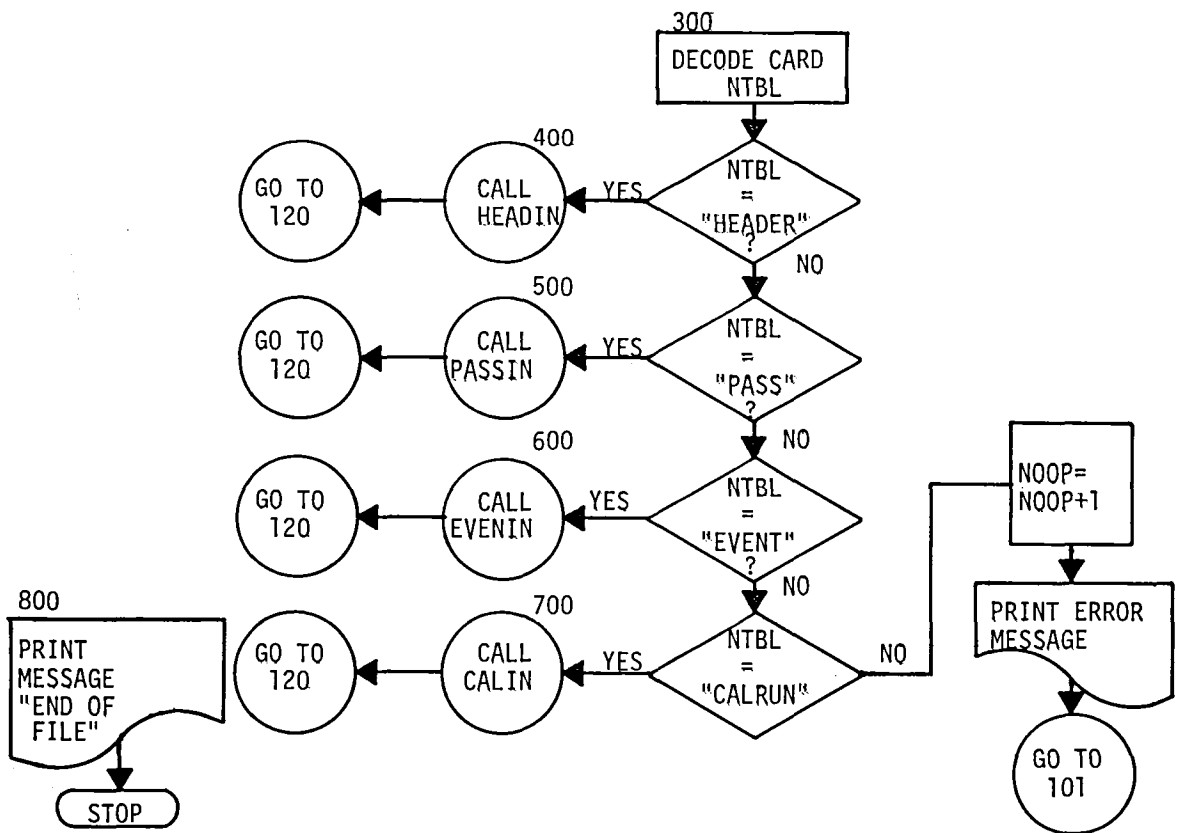 300
DECODE CARD
NTBL
400
GO TO
120
CALL
HEADIN
YES
NTBL
=
"HEADER"
?
NO
500
GO TO
120
CALL
PASSIN
YES
NTBL
=
"PASS"
?
NO
600
GO TO
120
CALL
EVENIN
YES
NTBL
=
"EVENT"
?
NO
NOOP=
NOOP+1
800
PRINT
MESSAGE
"END OF
FILE"
STOP
700
GO TO
120
CALL
CALIN
YES
NTBL
=
"CALRUN"
NO
PRINT ERROR
MESSAGE
GO TO
101